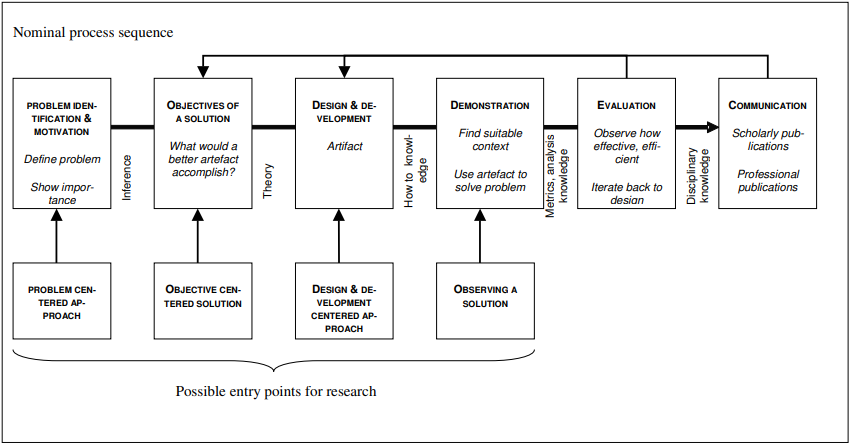 Nominal process sequence
PROBLEM IDEN-
TIFICATION &
MOTIVATION
Define problem
Show impor-
tance
Inference
OBJECTIVES OF
A SOLUTION
What would a
better artefact
accomplish?
Theory
DESIGN & DE-
VELOPMENT
Artifact
How to knowl-
edge
DEMONSTRATION
Find suitable
context
Use artefact to
solve problem
Metrics, analysis
knowledge
EVALUATION
Observe how
effective, effi-
cient
Iterate back to
design
Disciplinary
knowledge
COMMUNICATION
Scholarly pub-
lications
Professional
publications
PROBLEM CEN-
TERED AP-
PROACH
OBJECTIVE CEN-
TERED SOLUTION
DESIGN & DE-
VELOPMENT
CENTERED AP-
PROACH
OBSERVING A
SOLUTION
Possible entry points for research